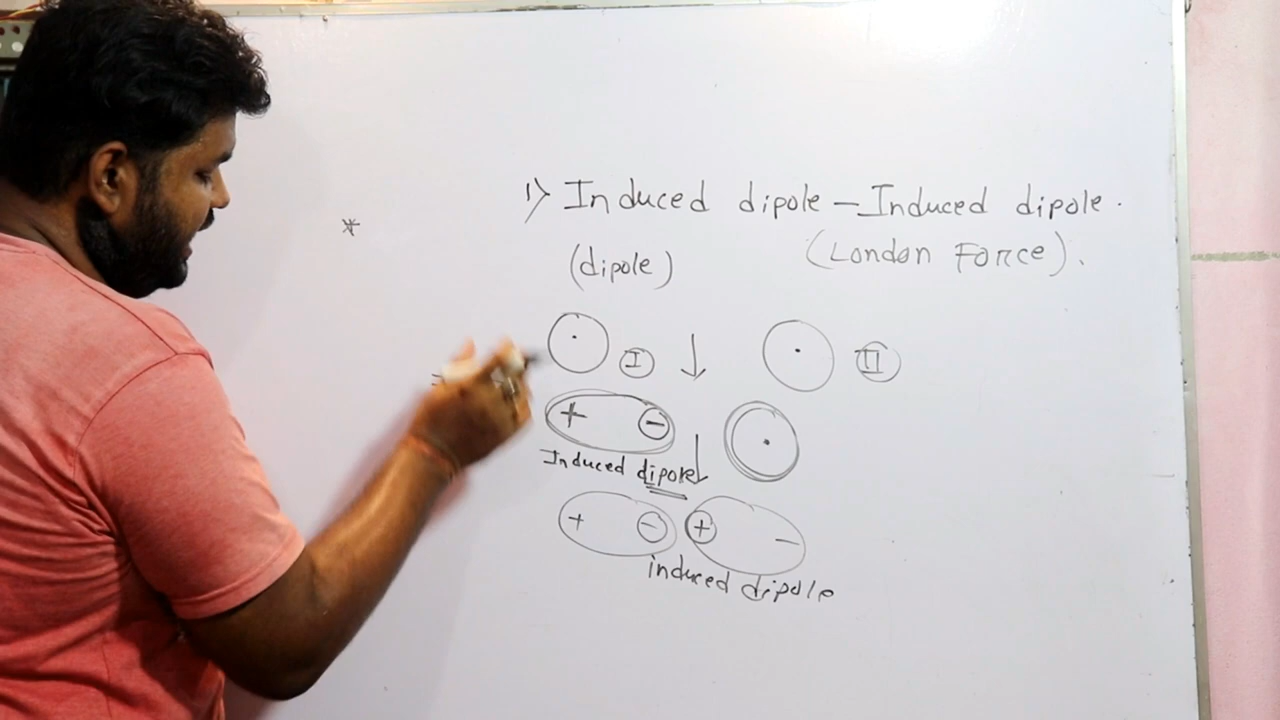 1) Induced dipole - Induced dipole.
(dipole) (London Force).
*
I ↓ II
+ -
Induced dipole ↓
+ - + -
induced dipole